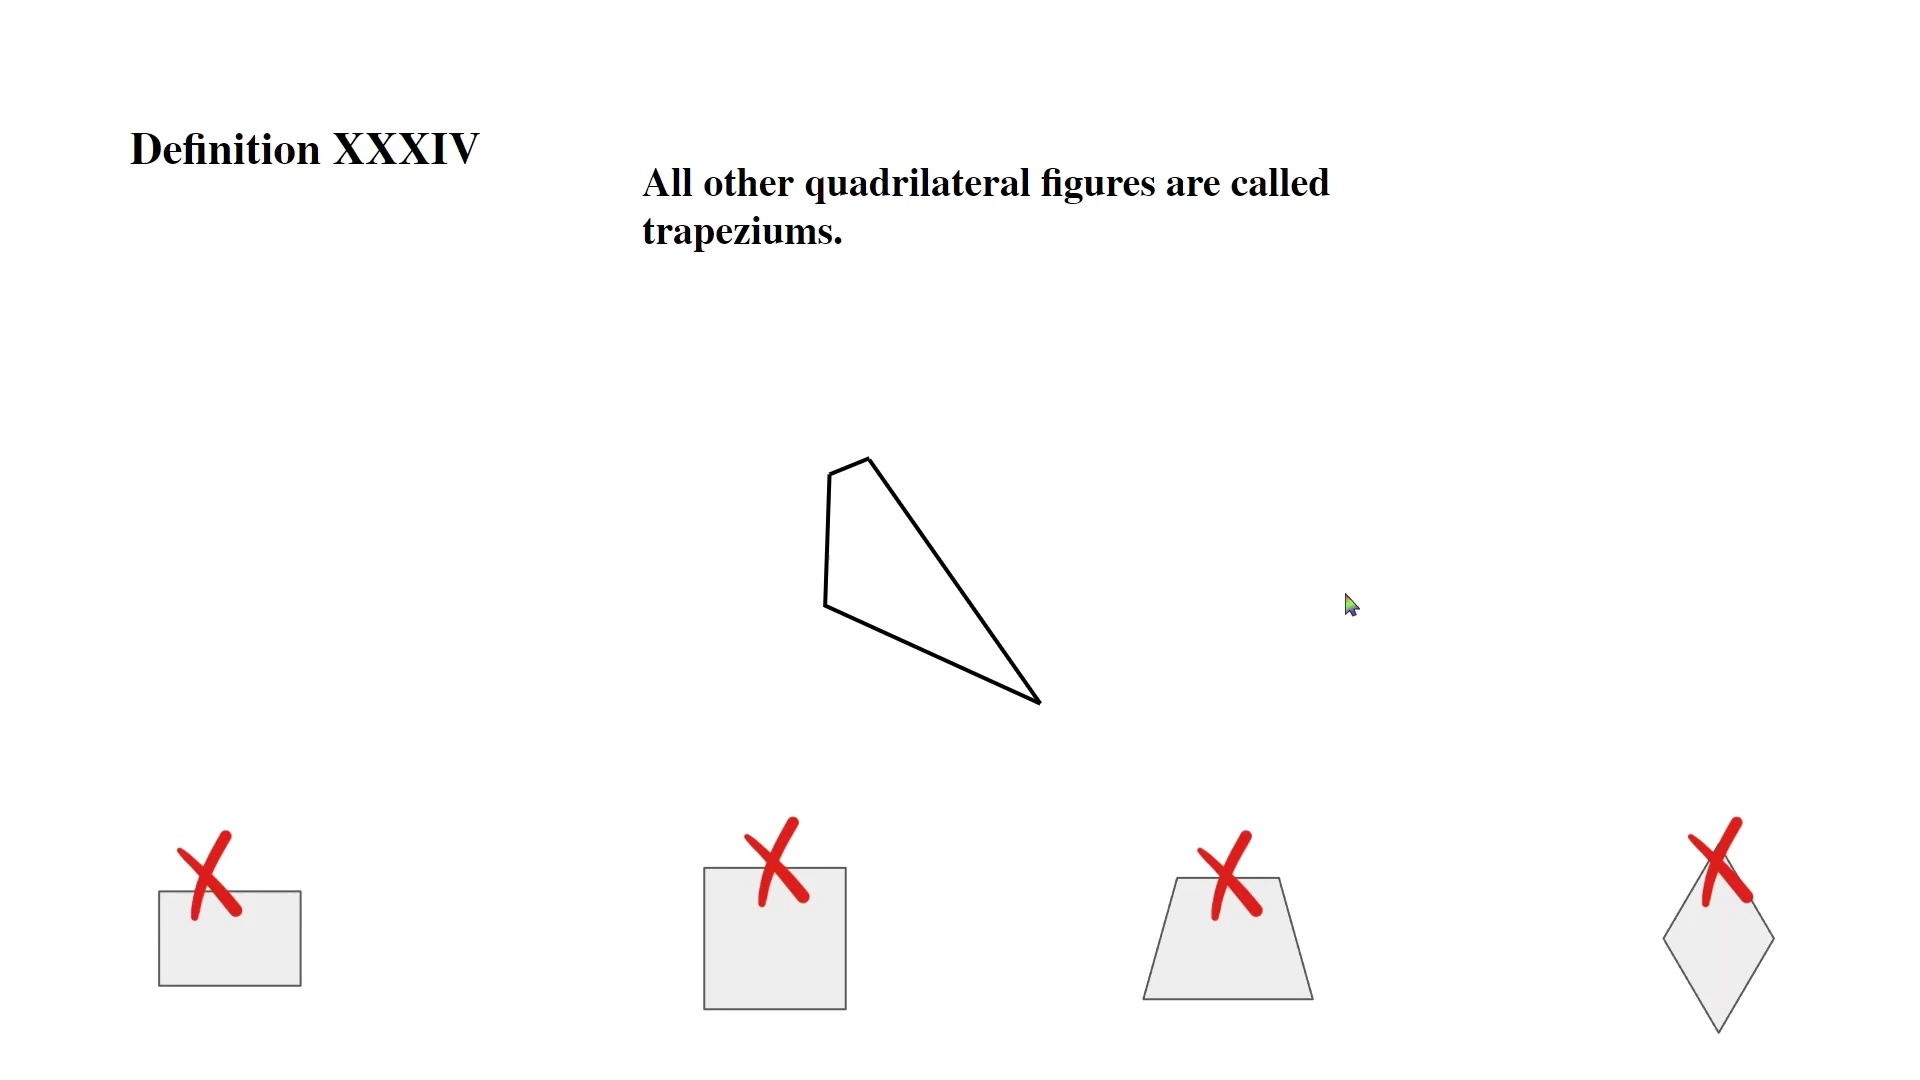 Definition XXXIV
All other quadrilateral figures are called
trapeziums.